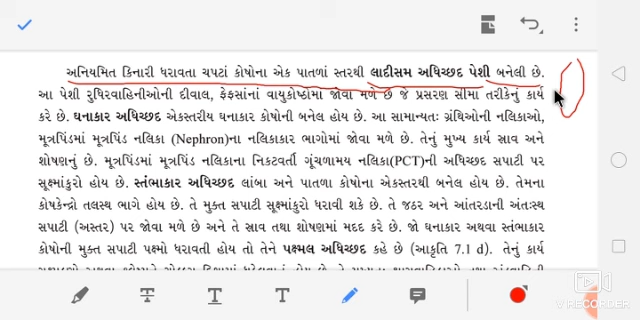 અનિયમિત કિનારી ધરાવતા ચપટાં કોષોના એક પાતળાં સ્તરથી લાદીસમ અધિચ્છદ પેશી બનેલી છે.
આ પેશી રુધિરવાહિનીઓની દીવાલ, ફેફસાંનાં વાયુકોષ્ઠોમાં જોવા મળે છે જે પ્રસરણ સીમા તરીકેનું કાર્ય
કરે છે. ઘનાકાર અધિચ્છદ એકસ્તરીય ઘનાકાર કોષોની બનેલ હોય છે. આ સામાન્યતઃ ગ્રંથિઓની નલિકાઓ,
મૂત્રપિંડમાં મૂત્રપિંડ નલિકા (Nephron)ના નલિકાકાર ભાગોમાં જોવા મળે છે. તેનું મુખ્ય કાર્ય સ્રાવ અને
શોષણનું છે. મૂત્રપિંડમાં મૂત્રપિંડ નલિકાના નિકટવર્તી ગૂંચળામય નલિકા(PCT)ની અધિચ્છદ સપાટી પર
સૂક્ષ્માંકુરો હોય છે. સ્તંભાકાર અધિચ્છદ લાંબા અને પાતળા કોષોના એકસ્તરથી બનેલ હોય છે. તેમના
કોષકેન્દ્રો તલસ્થ ભાગે હોય છે. તે મુક્ત સપાટી સૂક્ષ્માંકુરો ધરાવી શકે છે. તે જઠર અને આંતરડાની અંતઃસ્થ
સપાટી (અસ્તર) પર જોવા મળે છે અને તે સ્રાવ તથા શોષણમાં મદદ કરે છે. જો ઘનાકાર અથવા સ્તંભાકાર
કોષોની મુક્ત સપાટી પક્ષ્મો ધરાવતી હોય તો તેને પક્ષ્મલ અધિચ્છદ કહે છે (આકૃતિ 7.1 d). તેનું કાર્ય
T T T
RECORDER